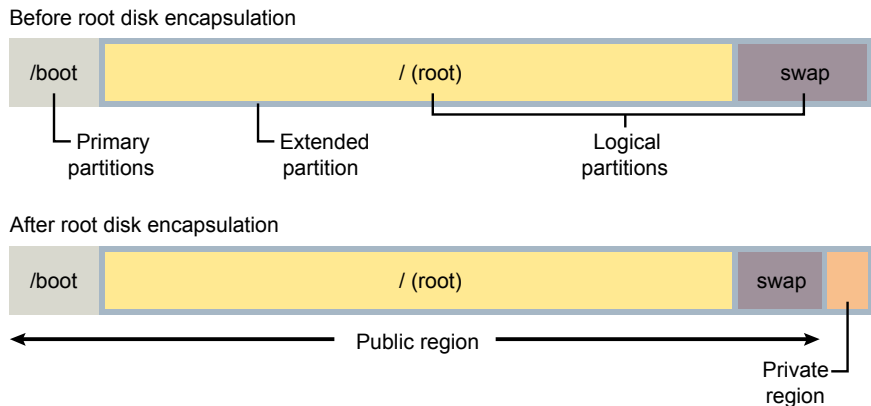 Before root disk encapsulation
/boot
/ (root)
swap
Primary
partitions
Extended
partition
Logical
partitions
After root disk encapsulation
/boot
/ (root)
swap
Public region
Private
region